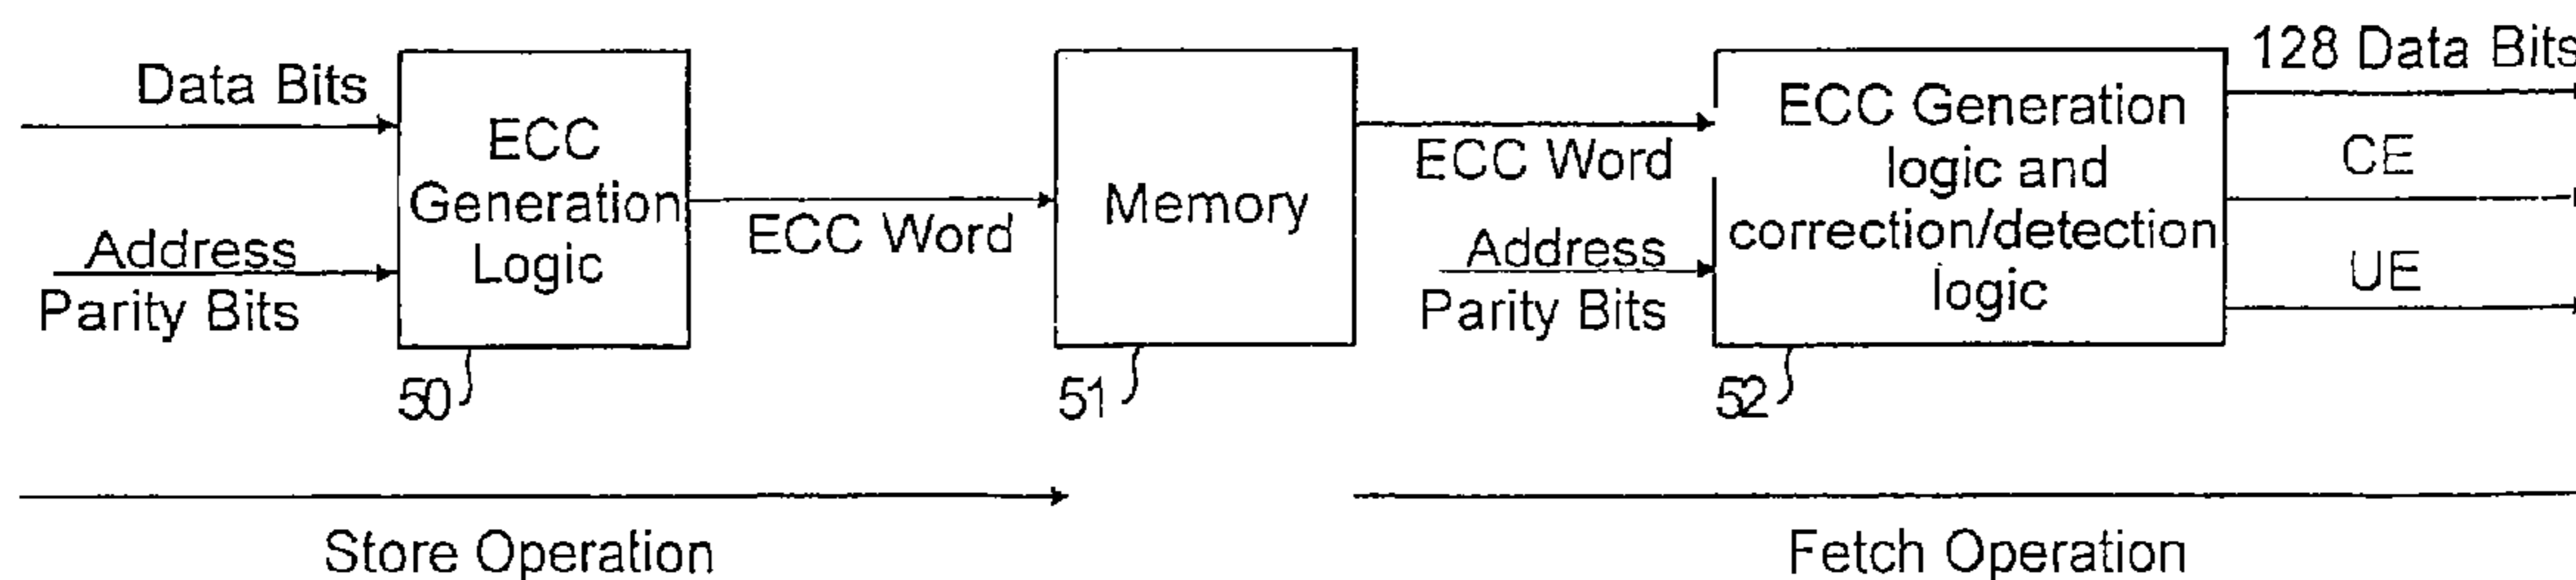 Data Bits
Address
Parity Bits
ECC
Generation
Logic
50
ECC Word
Memory
51
ECC Word
Address
Parity Bits
ECC Generation
logic and
correction/detection
logic
52
128 Data Bits
CE
UE
Store Operation
Fetch Operation